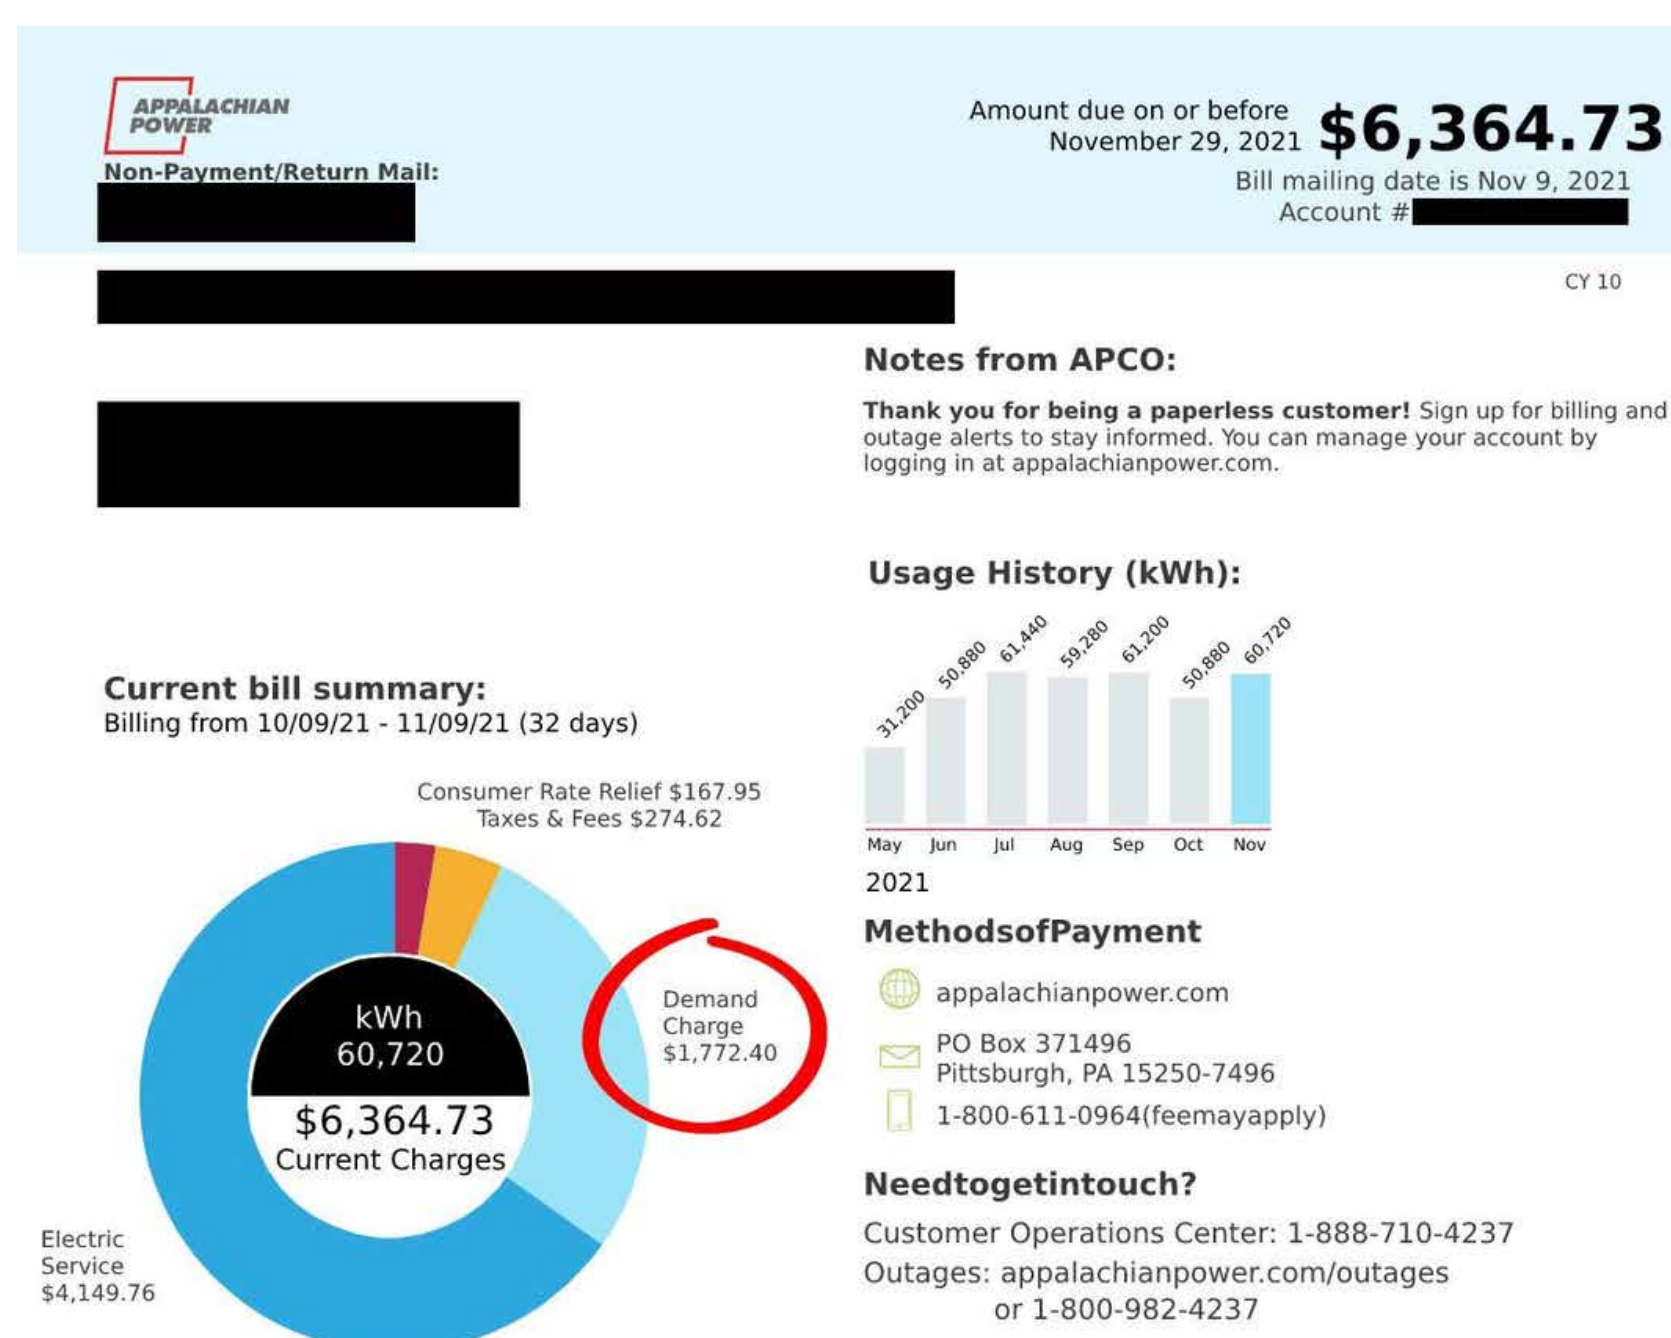 APPALACHIAN
POWER
Non-Payment/Return Mail:
Amount due on or before
November 29, 2021 $6,364.73
Bill mailing date is Nov 9, 2021
Account #
CY 10
Notes from APCO:
Thank you for being a paperless customer! Sign up for billing and
outage alerts to stay informed. You can manage your account by
logging in at appalachianpower.com.
Usage History (kWh):
31,200 50,880 61,440 59,280 61,200 50,880 60,720
May Jun Jul Aug Sep Oct Nov
2021
Current bill summary:
Billing from 10/09/21 - 11/09/21 (32 days)
Consumer Rate Relief $167.95
Taxes & Fees $274.62
Demand
Charge
$1,772.40
kWh
60,720
$6,364.73
Current Charges
Electric
Service
$4,149.76
MethodsofPayment
appalachianpower.com
PO Box 371496
Pittsburgh, PA 15250-7496
1-800-611-0964(feemayapply)
Needtogetintouch?
Customer Operations Center: 1-888-710-4237
Outages: appalachianpower.com/outages
or 1-800-982-4237